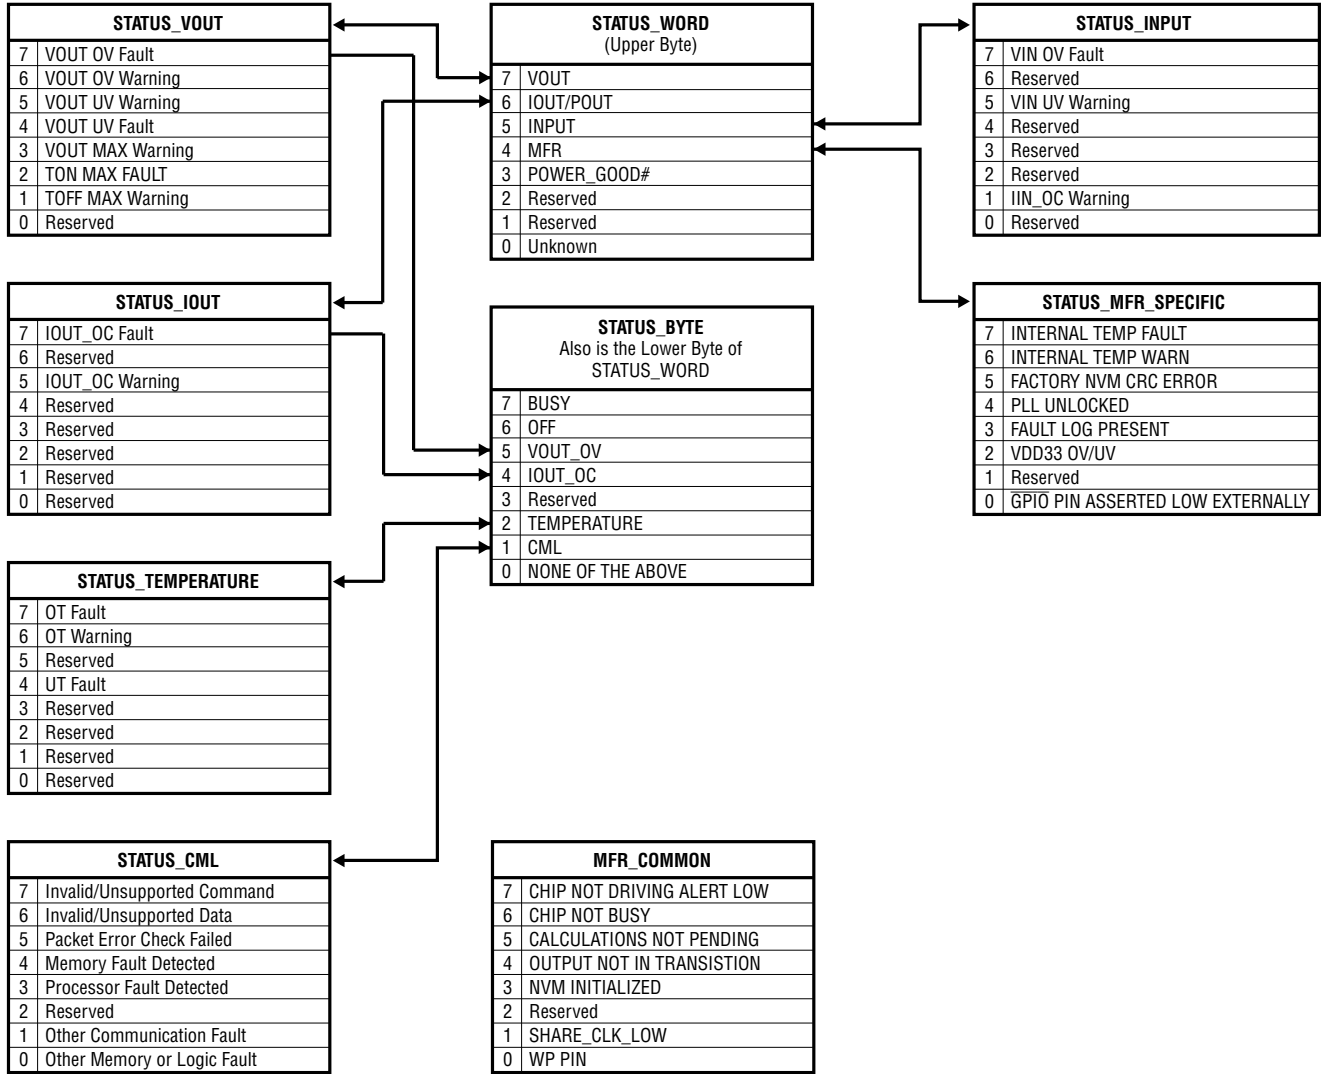 STATUS_VOUT
7 VOUT OV Fault
6 VOUT OV Warning
5 VOUT UV Warning
4 VOUT UV Fault
3 VOUT MAX Warning
2 TON MAX FAULT
1 TOFF MAX Warning
0 Reserved
STATUS_WORD
(Upper Byte)
7 VOUT
6 IOUT/POUT
5 INPUT
4 MFR
3 POWER_GOOD#
2 Reserved
1 Reserved
0 Unknown
STATUS_INPUT
7 VIN OV Fault
6 Reserved
5 VIN UV Warning
4 Reserved
3 Reserved
2 Reserved
1 IIN_OC Warning
0 Reserved
STATUS_IOUT
7 IOUT_OC Fault
6 Reserved
5 IOUT_OC Warning
4 Reserved
3 Reserved
2 Reserved
1 Reserved
0 Reserved
STATUS_BYTE
Also is the Lower Byte of
STATUS_WORD
7 BUSY
6 OFF
5 VOUT_OV
4 IOUT_OC
3 Reserved
2 TEMPERATURE
1 CML
0 NONE OF THE ABOVE
STATUS_MFR_SPECIFIC
7 INTERNAL TEMP FAULT
6 INTERNAL TEMP WARN
5 FACTORY NVM CRC ERROR
4 PLL UNLOCKED
3 FAULT LOG PRESENT
2 VDD33 OV/UV
1 Reserved
0 GPIO PIN ASSERTED LOW EXTERNALLY
STATUS_TEMPERATURE
7 OT Fault
6 OT Warning
5 Reserved
4 UT Fault
3 Reserved
2 Reserved
1 Reserved
0 Reserved
STATUS_CML
7 Invalid/Unsupported Command
6 Invalid/Unsupported Data
5 Packet Error Check Failed
4 Memory Fault Detected
3 Processor Fault Detected
2 Reserved
1 Other Communication Fault
0 Other Memory or Logic Fault
MFR_COMMON
7 CHIP NOT DRIVING ALERT LOW
6 CHIP NOT BUSY
5 CALCULATIONS NOT PENDING
4 OUTPUT NOT IN TRANSISTION
3 NVM INITIALIZED
2 Reserved
1 SHARE_CLK_LOW
0 WP PIN